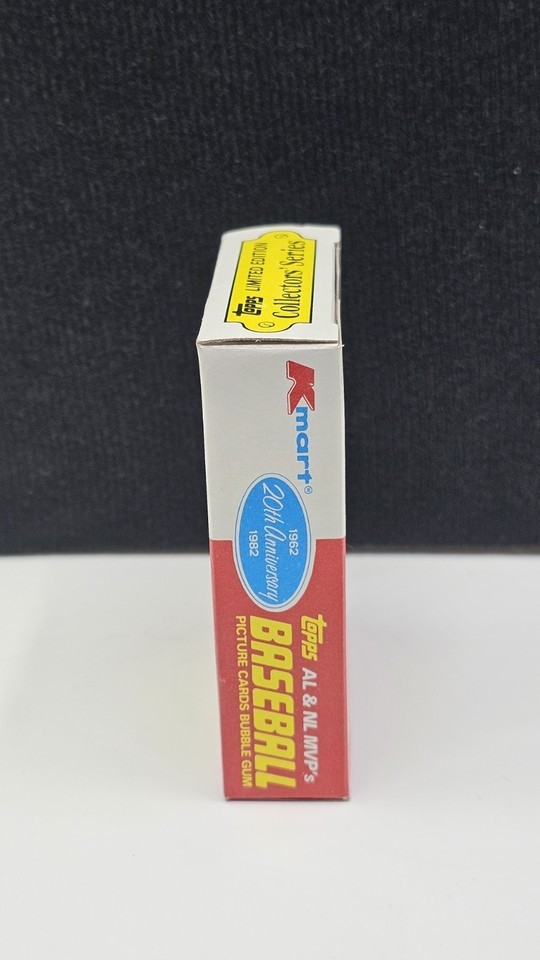 Topps LIMITED EDITION
Collectors' Series
Kmart®
1962
20th Anniversary
1982
Topps AL & NL MVP's
BASEBALL
PICTURE CARDS BUBBLE GUM